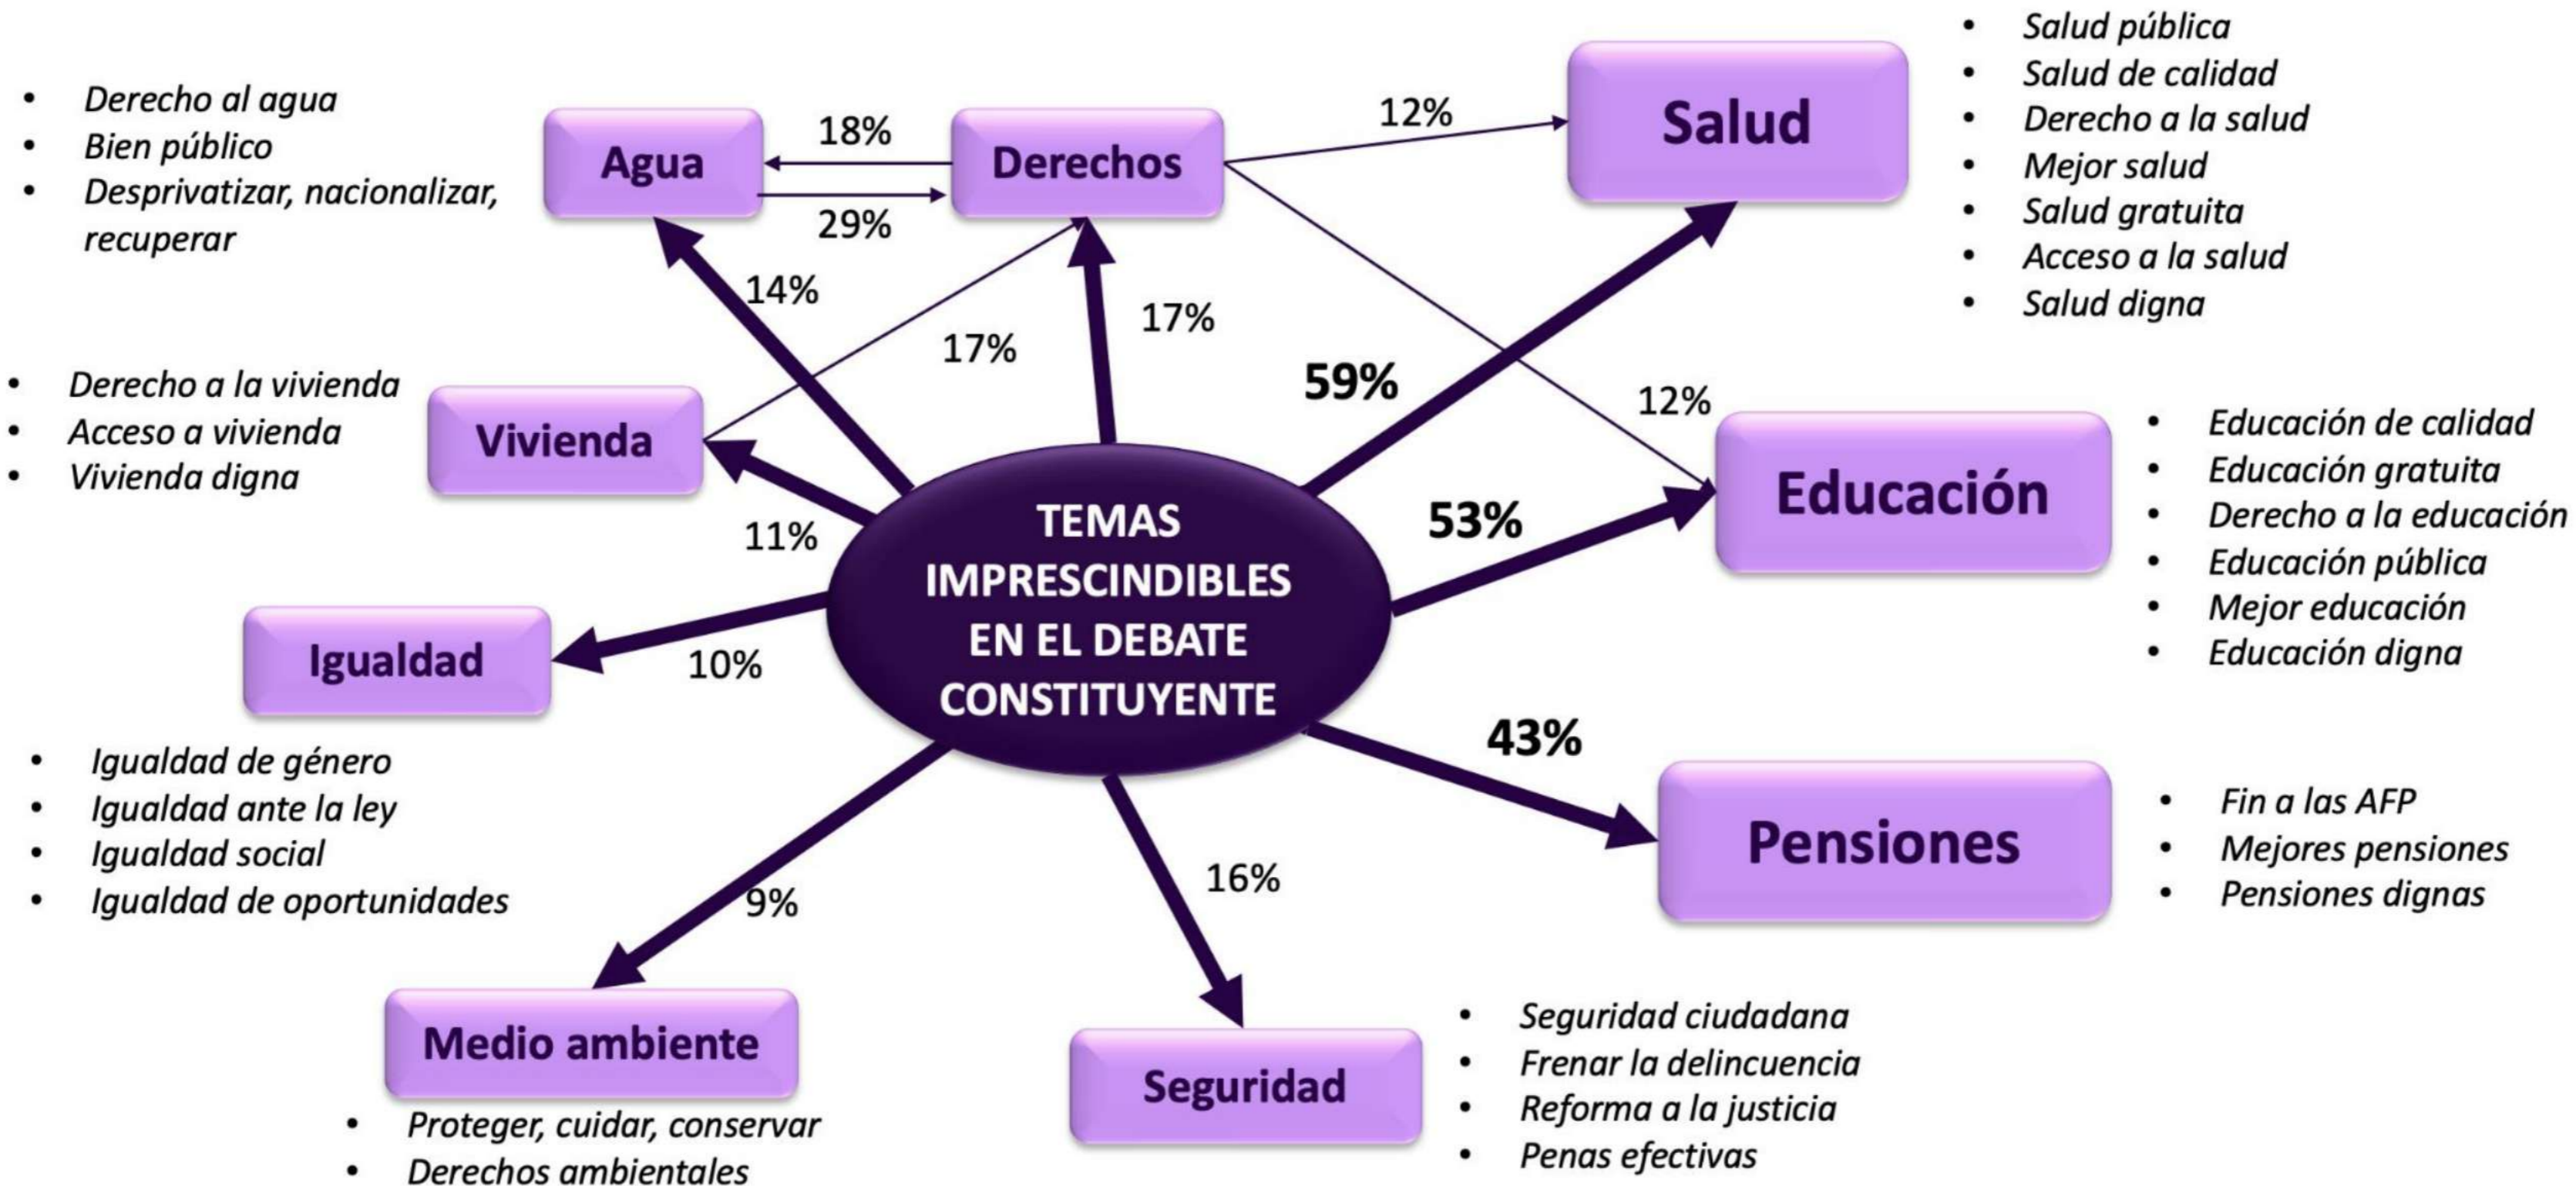 • Derecho al agua
• Bien público
• Desprivatizar, nacionalizar,
recuperar
Agua
18%
29%
Derechos
12%
Salud
• Salud pública
• Salud de calidad
• Derecho a la salud
• Mejor salud
• Salud gratuita
• Acceso a la salud
• Salud digna
14%
17%
17%
59%
12%
• Derecho a la vivienda
• Acceso a vivienda
• Vivienda digna
Vivienda
11%
TEMAS
IMPRESCINDIBLES
EN EL DEBATE
CONSTITUYENTE
53%
Educación
• Educación de calidad
• Educación gratuita
• Derecho a la educación
• Educación pública
• Mejor educación
• Educación digna
Igualdad
10%
• Igualdad de género
• Igualdad ante la ley
• Igualdad social
• Igualdad de oportunidades
43%
Pensiones
• Fin a las AFP
• Mejores pensiones
• Pensiones dignas
9%
16%
Medio ambiente
• Proteger, cuidar, conservar
• Derechos ambientales
Seguridad
• Seguridad ciudadana
• Frenar la delincuencia
• Reforma a la justicia
• Penas efectivas